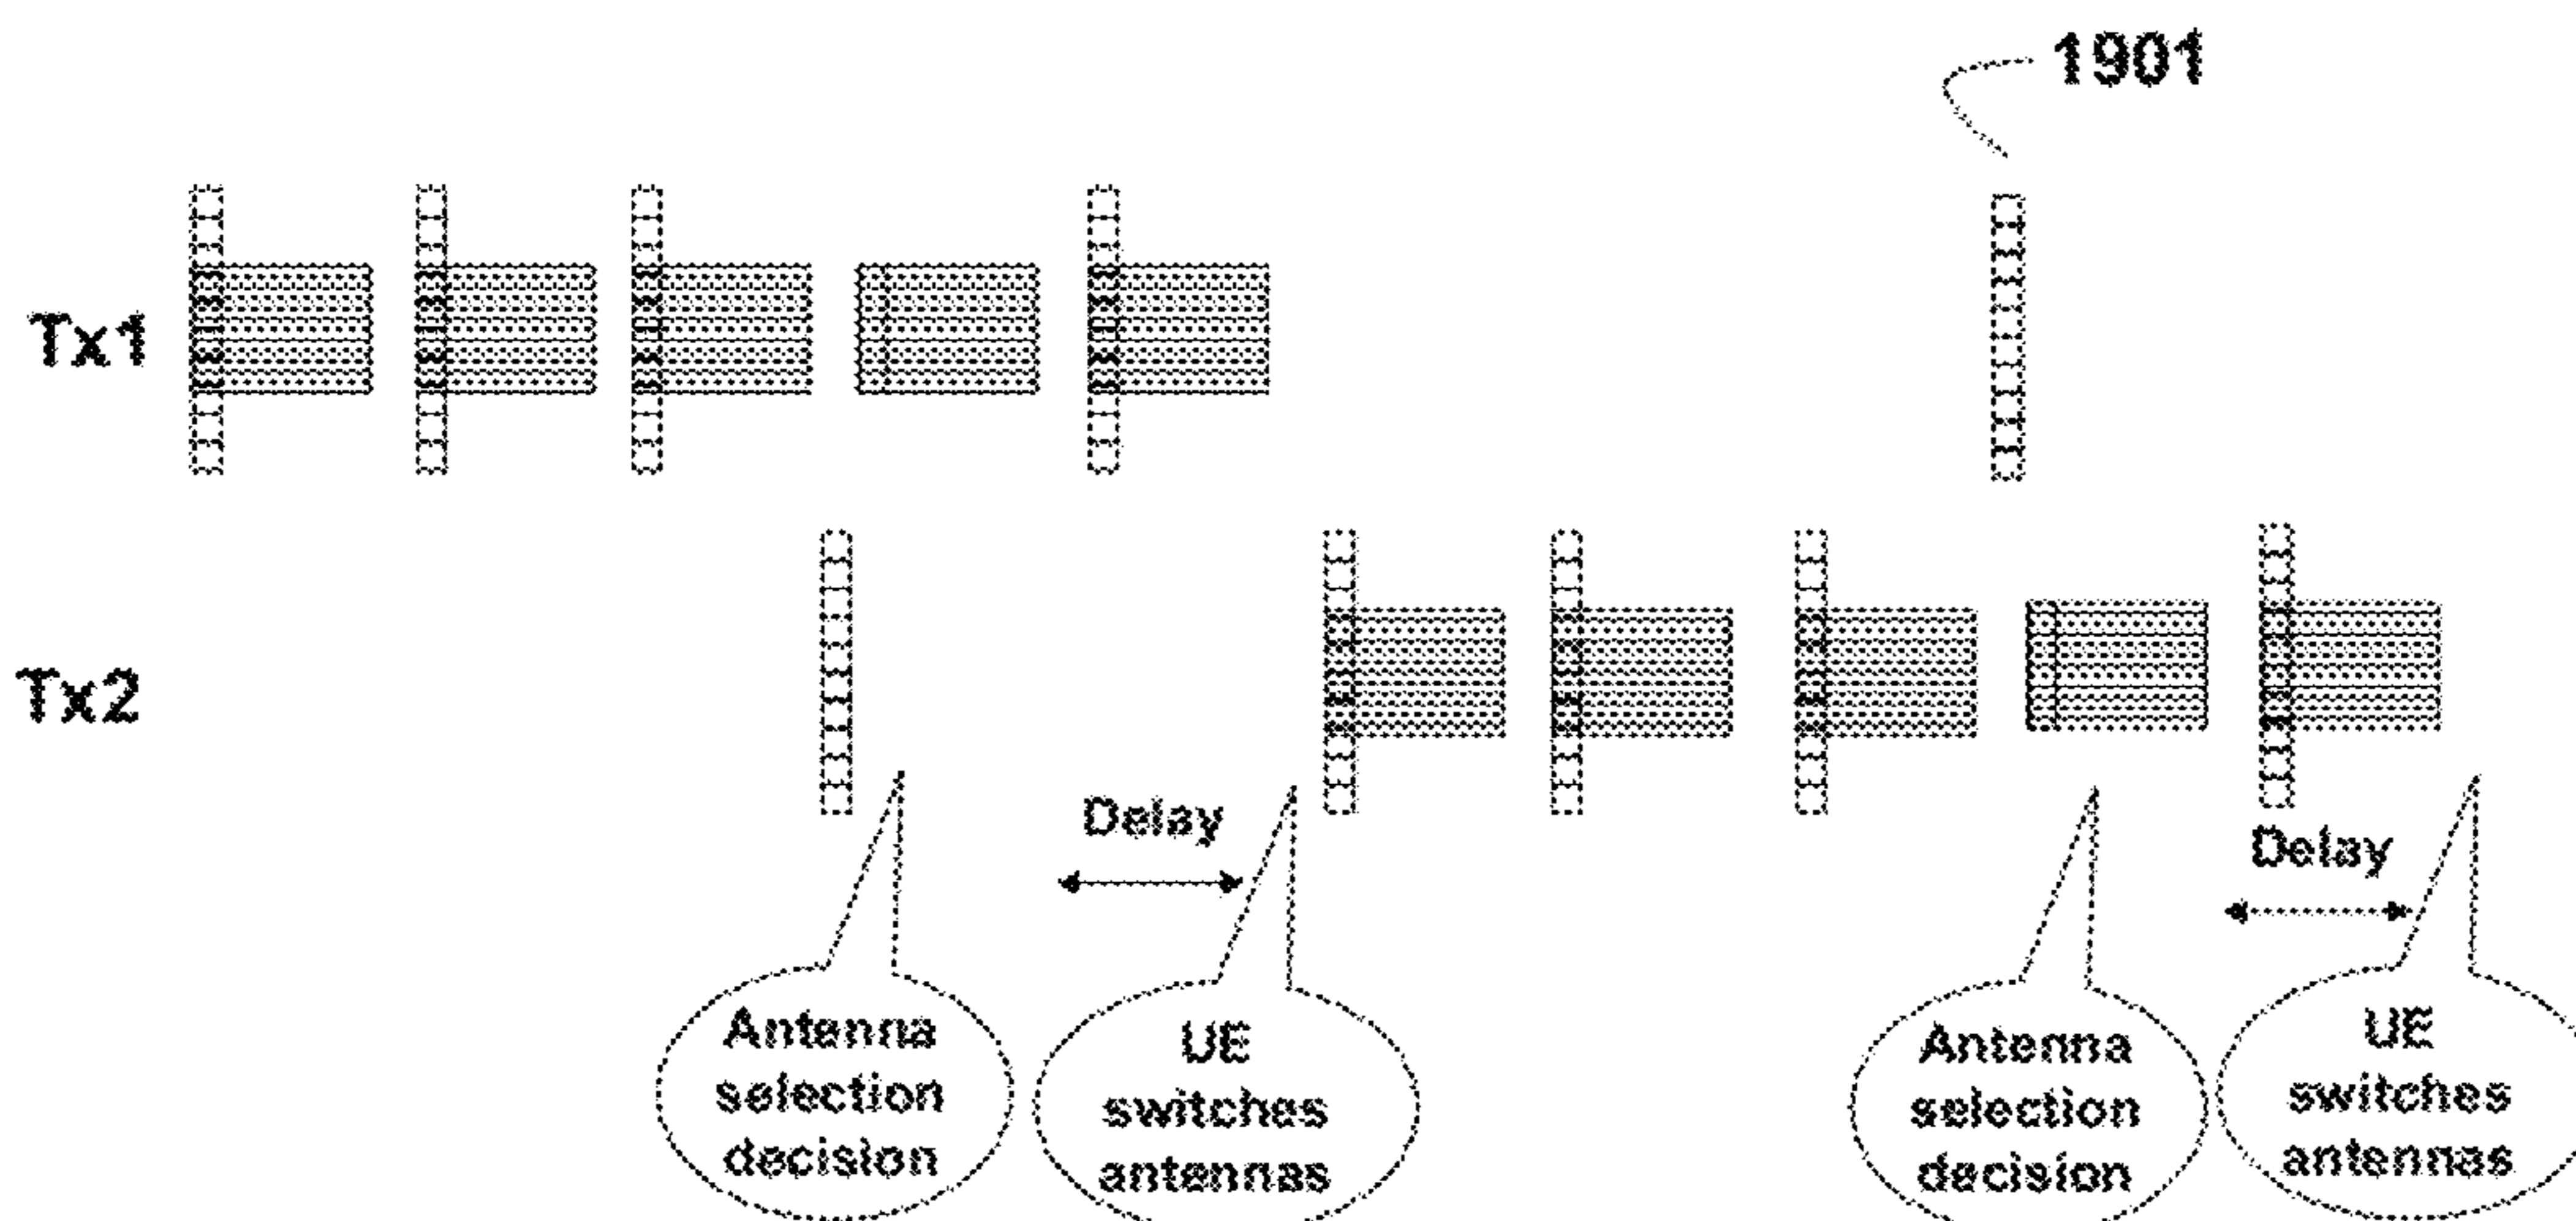 1901
Tx1
Tx2
Delay
Delay
Antenna
selection
decision
UE
switches
antennas
Antenna
selection
decision
UE
switches
antennas